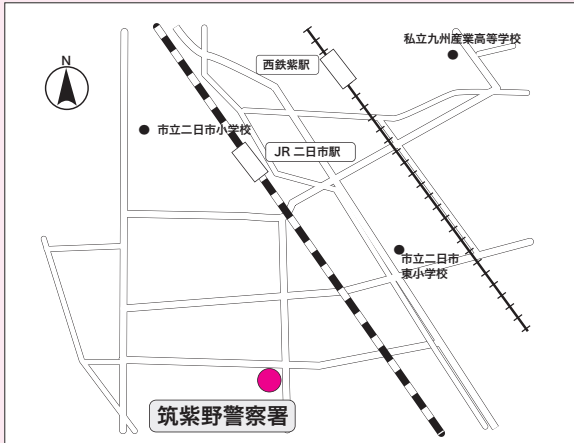 私立九州産業高等学校
西鉄紫駅
N
市立二日市小学校
JR 二日市駅
市立二日市
東小学校
筑紫野警察署